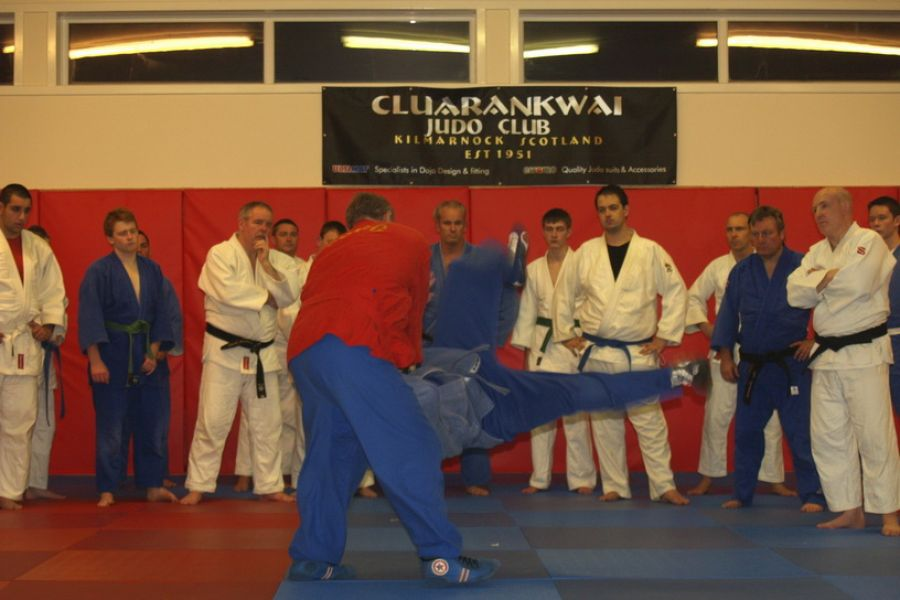 CLUARANKWAI
JUDO CLUB
KILMARNOCK SCOTLAND
EST 1951
Specialists in Dojo Design & fitting
Quality Judo suits & Accessories